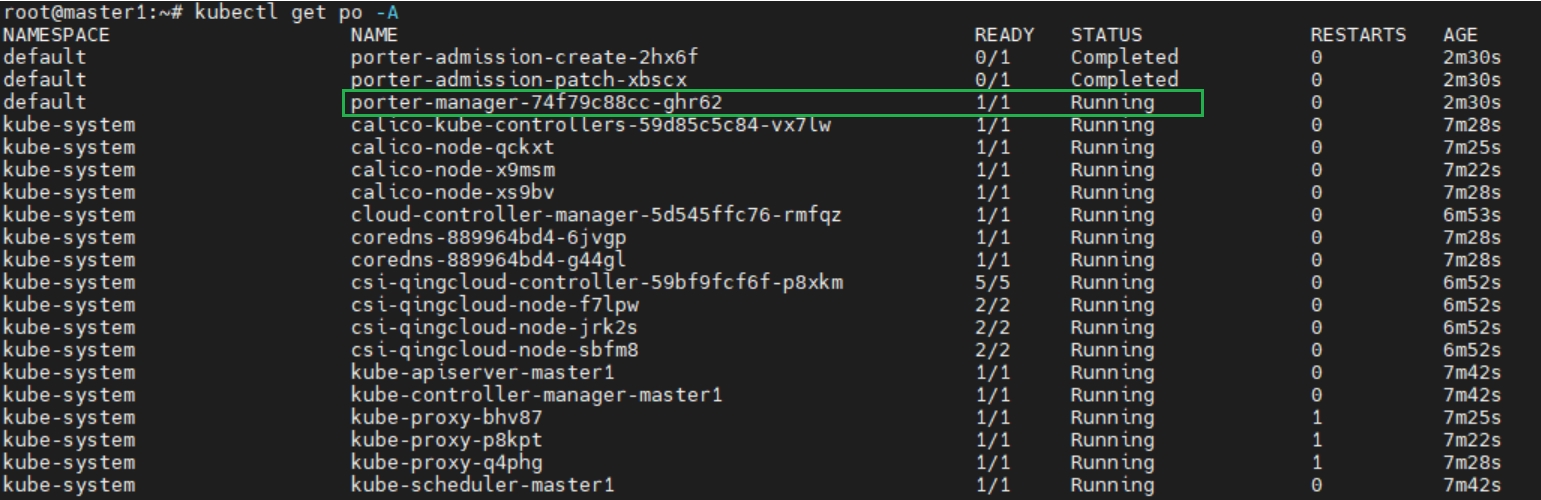 root@master1:~# kubectl get po -A
NAMESPACE NAME READY STATUS RESTARTS AGE
default porter-admission-create-2hx6f 0/1 Completed 0 2m30s
default porter-admission-patch-xbscx 0/1 Completed 0 2m30s
default porter-manager-74f79c88cc-ghr62 1/1 Running 0 2m30s
kube-system calico-kube-controllers-59d85c5c84-vx7lw 1/1 Running 0 7m28s
kube-system calico-node-qckxt 1/1 Running 0 7m25s
kube-system calico-node-x9msm 1/1 Running 0 7m22s
kube-system calico-node-xs9bv 1/1 Running 0 7m28s
kube-system cloud-controller-manager-5d545ffc76-rmfqz 1/1 Running 0 6m53s
kube-system coredns-889964bd4-6jvgp 1/1 Running 0 7m28s
kube-system coredns-889964bd4-g44gl 1/1 Running 0 7m28s
kube-system csi-qingcloud-controller-59bf9fcf6f-p8xkm 5/5 Running 0 6m52s
kube-system csi-qingcloud-node-f7lpw 2/2 Running 0 6m52s
kube-system csi-qingcloud-node-jrk2s 2/2 Running 0 6m52s
kube-system csi-qingcloud-node-sbfm8 2/2 Running 0 6m52s
kube-system kube-apiserver-master1 1/1 Running 0 7m42s
kube-system kube-controller-manager-master1 1/1 Running 0 7m42s
kube-system kube-proxy-bhv87 1/1 Running 1 7m25s
kube-system kube-proxy-p8kpt 1/1 Running 1 7m22s
kube-system kube-proxy-q4phg 1/1 Running 1 7m28s
kube-system kube-scheduler-master1 1/1 Running 0 7m42s